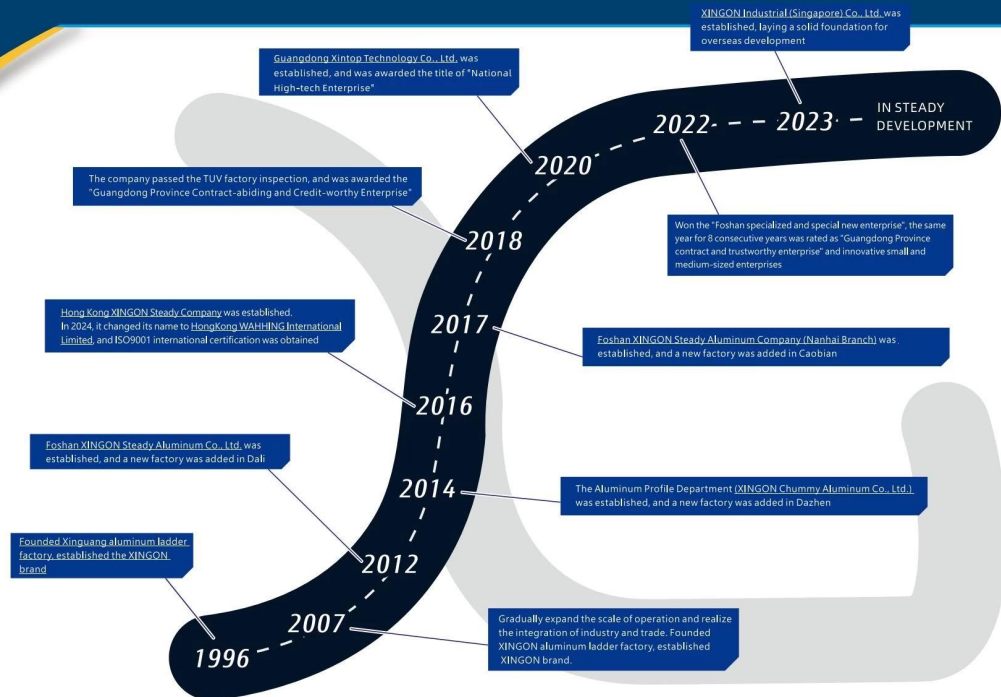 XINGON Industrial (Singapore) Co., Ltd. was
established, laying a solid foundation for
overseas development
Guangdong Xintop Technology Co., Ltd. was
established, and was awarded the title of "National
High-tech Enterprise"
IN STEADY
DEVELOPMENT
2022
2023
2020
The company passed the TUV factory inspection, and was awarded the
"Guangdong Province Contract-abiding and Credit-worthy Enterprise"
2018
Won the "Foshan specialized and special new enterprise", the same
year for 8 consecutive years was rated as "Guangdong Province
contract and trustworthy enterprise" and innovative small and
medium-sized enterprises
Hong Kong XINGON Steady Company was established.
In 2024, it changed its name to HongKong WAHHING International
Limited, and ISO9001 international certification was obtained
2017
Foshan XINGON Steady Aluminum Company (Nanhai Branch) was
established, and a new factory was added in Caobian
2016
Foshan XINGON Steady Aluminum Co., Ltd. was
established, and a new factory was added in Dali
2014
The Aluminum Profile Department (XINGON Chummy Aluminum Co., Ltd.)
was established, and a new factory was added in Dazhen
Founded Xinguang aluminum ladder
factory, established the XINGON
brand
2012
2007
Gradually expand the scale of operation and realize
the integration of industry and trade. Founded
XINGON aluminum ladder factory, established
XINGON brand.
1996